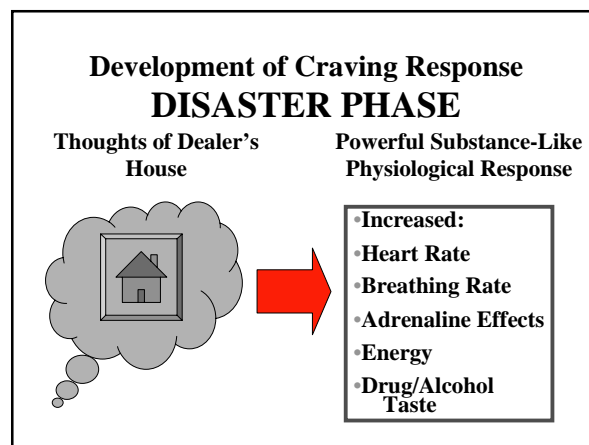 Development of Craving Response
DISASTER PHASE
Thoughts of Dealer's
House
Powerful Substance-Like
Physiological Response
•Increased:
•Heart Rate
•Breathing Rate
•Adrenaline Effects
•Energy
•Drug/Alcohol
Taste